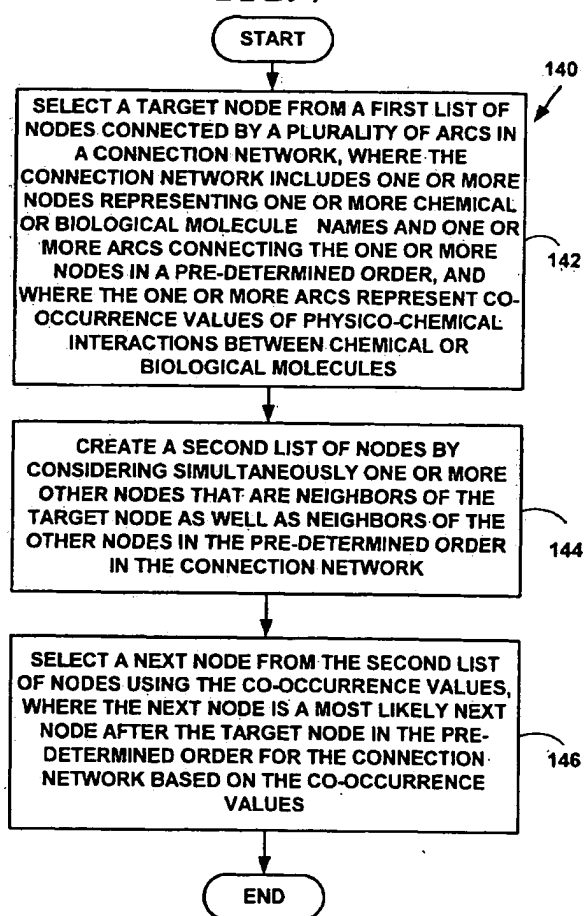 START
140
SELECT A TARGET NODE FROM A FIRST LIST OF
NODES CONNECTED BY A PLURALITY OF ARCS IN
A CONNECTION NETWORK, WHERE THE
CONNECTION NETWORK INCLUDES ONE OR MORE
NODES REPRESENTING ONE OR MORE CHEMICAL
OR BIOLOGICAL MOLECULE NAMES AND ONE OR
MORE ARCS CONNECTING THE ONE OR MORE
NODES IN A PRE-DETERMINED ORDER, AND
WHERE THE ONE OR MORE ARCS REPRESENT CO-
OCCURRENCE VALUES OF PHYSICO-CHEMICAL
INTERACTIONS BETWEEN CHEMICAL OR
BIOLOGICAL MOLECULES
142
CREATE A SECOND LIST OF NODES BY
CONSIDERING SIMULTANEOUSLY ONE OR MORE
OTHER NODES THAT ARE NEIGHBORS OF THE
TARGET NODE AS WELL AS NEIGHBORS OF THE
OTHER NODES IN THE PRE-DETERMINED ORDER
IN THE CONNECTION NETWORK
144
SELECT A NEXT NODE FROM THE SECOND LIST
OF NODES USING THE CO-OCCURRENCE VALUES,
WHERE THE NEXT NODE IS A MOST LIKELY NEXT
NODE AFTER THE TARGET NODE IN THE PRE-
DETERMINED ORDER FOR THE CONNECTION
NETWORK BASED ON THE CO-OCCURRENCE
VALUES
146
END